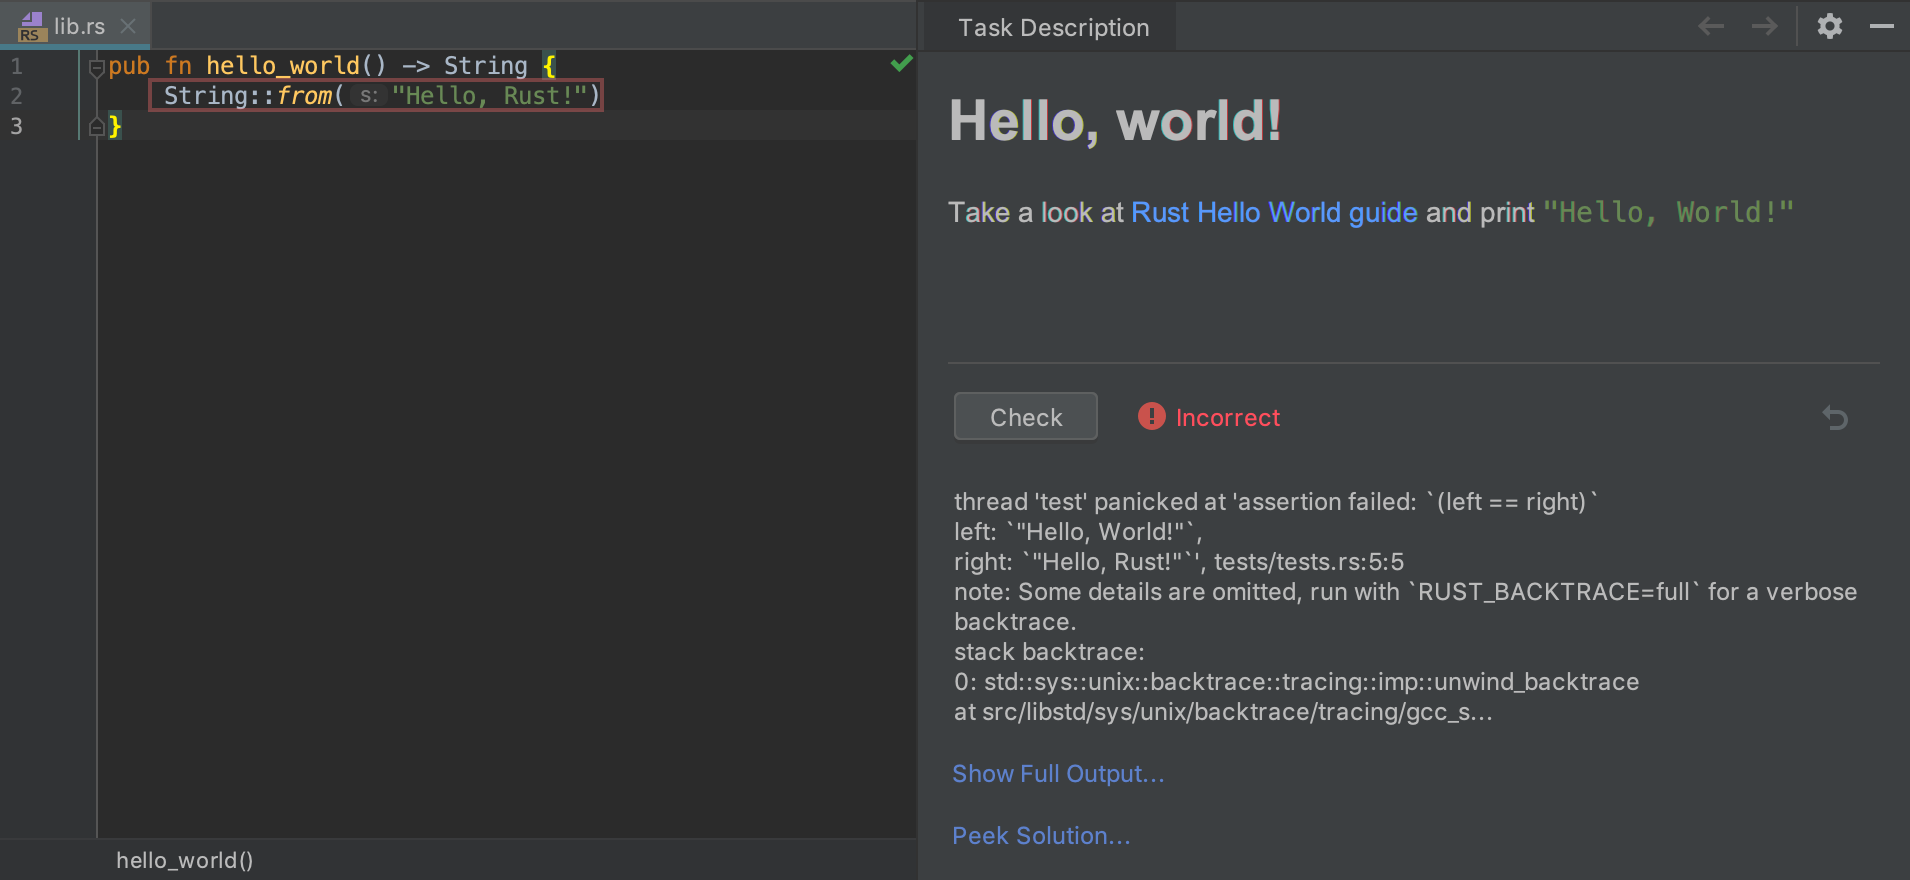 RS lib.rs
1 pub fn hello_world() -> String {
2 String::from( s: "Hello, Rust!")
3 }
hello_world()
Task Description
Hello, world!
Take a look at Rust Hello World guide and print "Hello, World!"
Check
Incorrect
thread 'test' panicked at 'assertion failed: `(left == right)`
left: `"Hello, World!"`,
right: `"Hello, Rust!"`', tests/tests.rs:5:5
note: Some details are omitted, run with `RUST_BACKTRACE=full` for a verbose
backtrace.
stack backtrace:
0: std::sys::unix::backtrace::tracing::imp::unwind_backtrace
at src/libstd/sys/unix/backtrace/tracing/gcc_s...
Show Full Output...
Peek Solution...